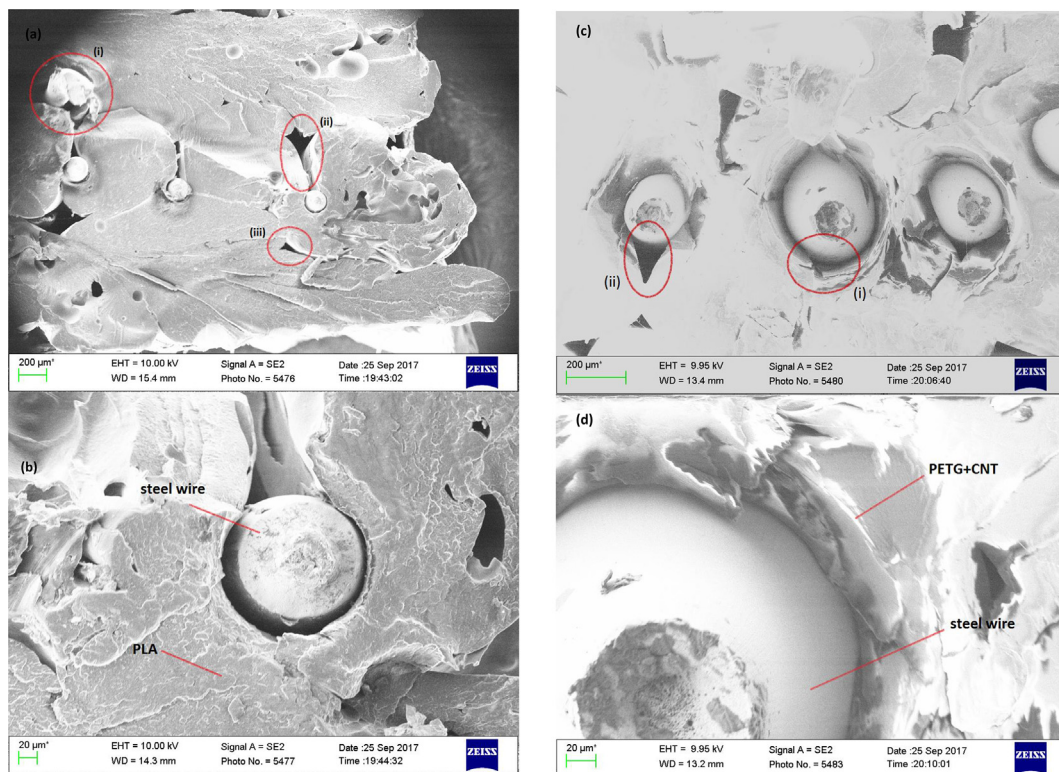 (a)
(i)
(ii)
(iii)
200 µm*
EHT = 10.00 kV
Signal A = SE2
Date :25 Sep 2017
WD = 15.4 mm
Photo No. = 5476
Time :19:43:02
ZEISS
(b)
steel wire
PLA
20 µm*
EHT = 10.00 kV
Signal A = SE2
Date :25 Sep 2017
WD = 14.3 mm
Photo No. = 5477
Time :19:44:32
ZEISS
(c)
(ii)
(i)
200 µm*
EHT = 9.95 kV
Signal A = SE2
Date :25 Sep 2017
WD = 13.4 mm
Photo No. = 5480
Time :20:06:40
ZEISS
(d)
PETG+CNT
steel wire
20 µm*
EHT = 9.95 kV
Signal A = SE2
Date :25 Sep 2017
WD = 13.2 mm
Photo No. = 5483
Time :20:10:01
ZEISS